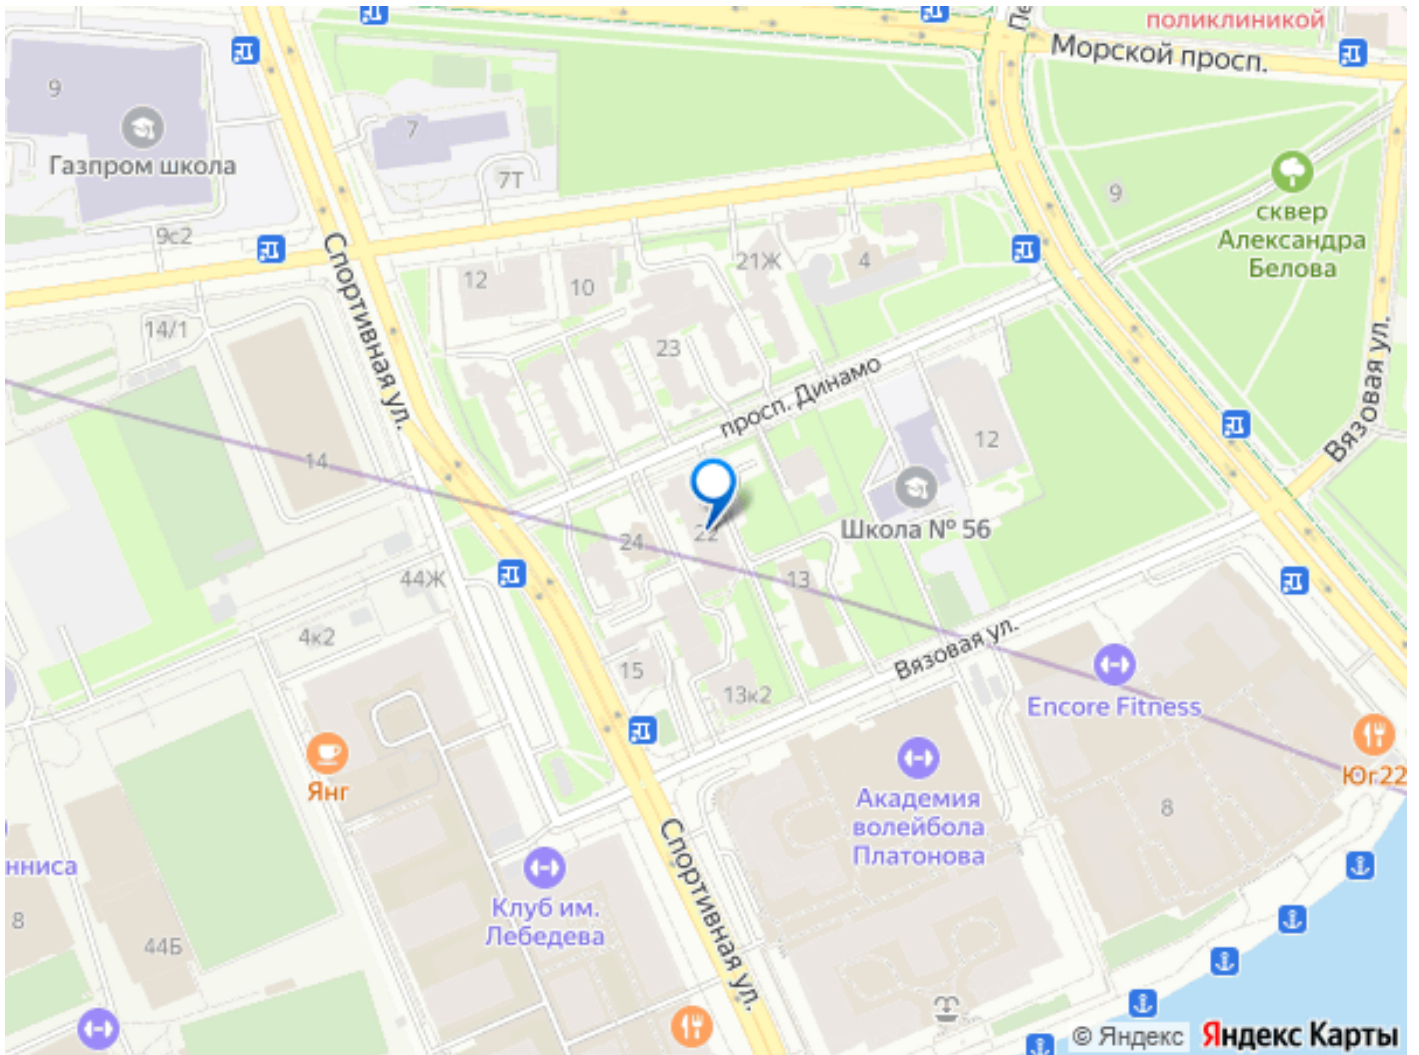 поликлиникой
Морской просп.
9
Газпром школа
7
7Т
9
сквер
Александра
Белова
9с2
Спортивная ул.
12
10
21Ж
4
14/1
23
просп. Динамо
Вязовая ул.
14
12
Школа № 56
22
24
13
44Ж
4к2
15
13к2
Вязовая ул.
Encore Fitness
Янг
Юг22
Академия
волейбола
Платонова
8
Спортивная ул.
нниса
8
44Б
Клуб им.
Лебедева
© Яндекс Яндекс Карты